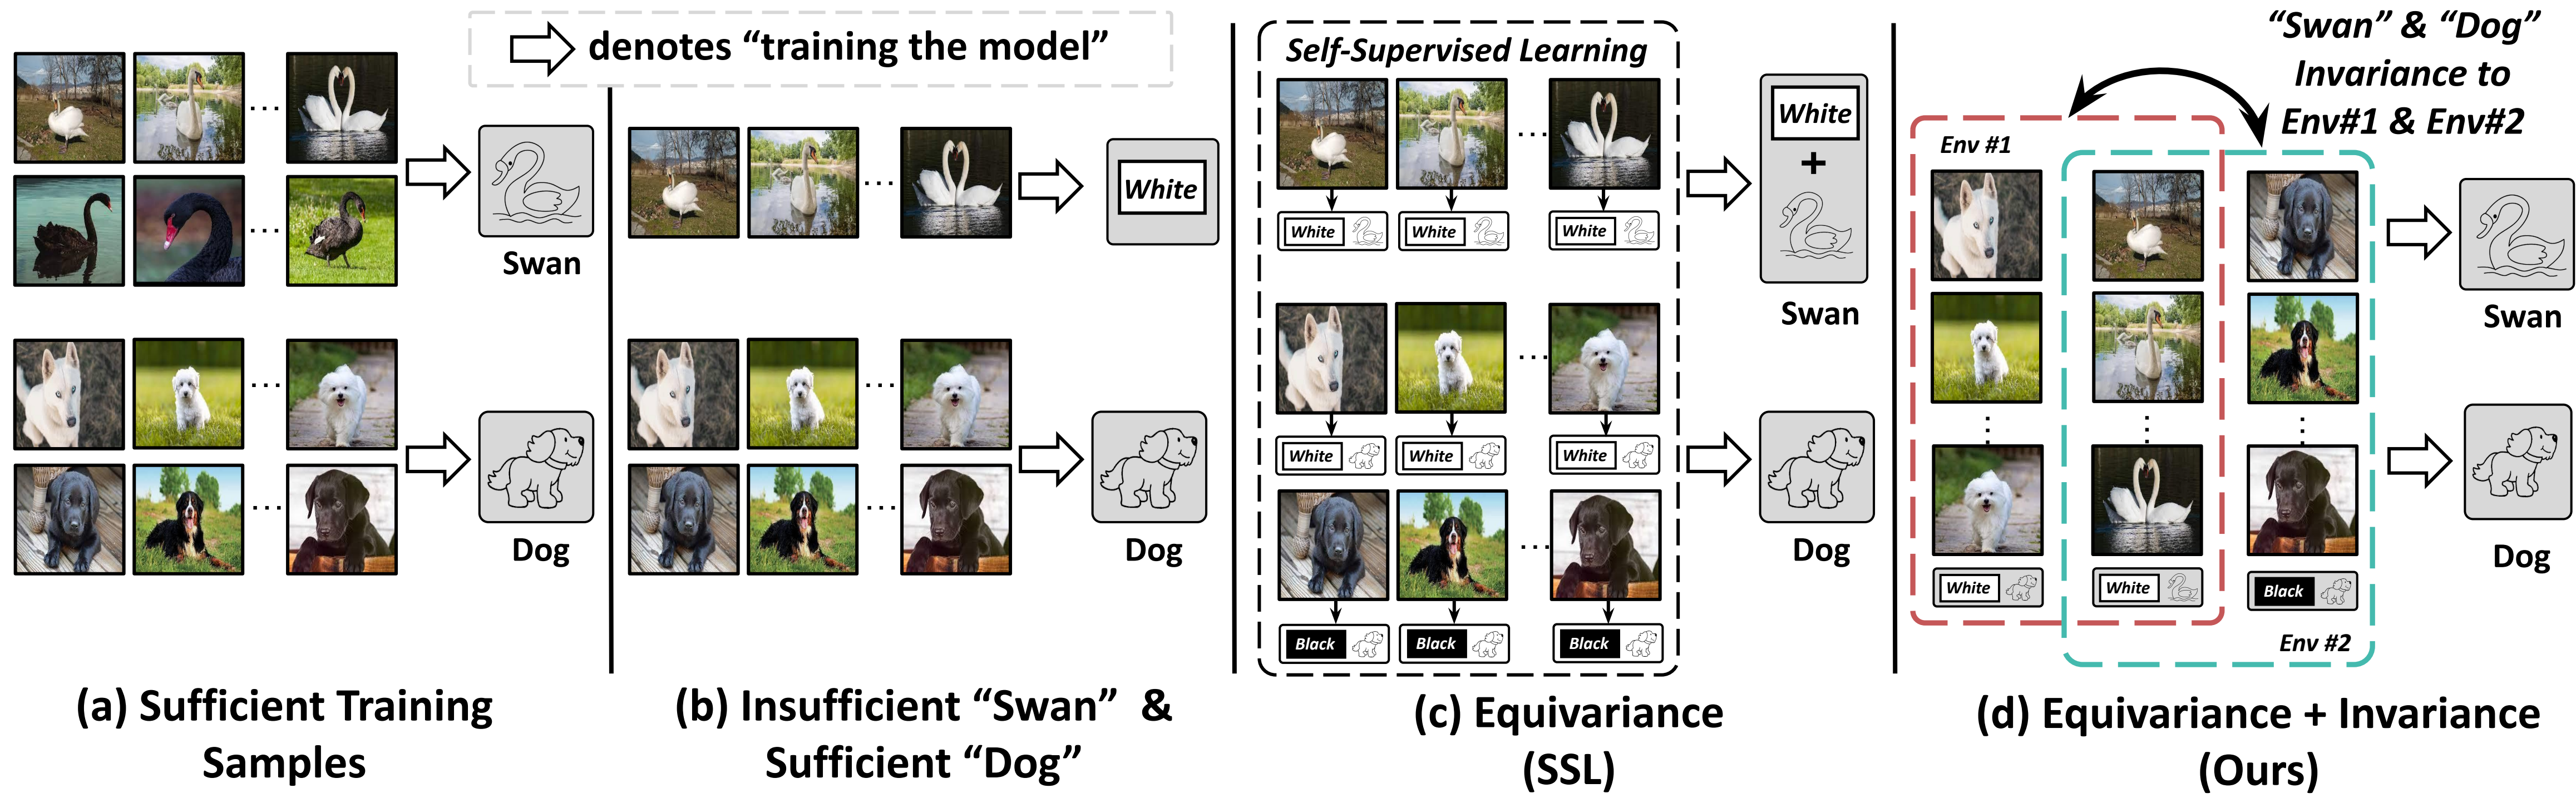 denotes “training the model”
Swan
Dog
(a) Sufficient Training
Samples
White
Dog
(b) Insufficient “Swan” &
Sufficient “Dog”
Self-Supervised Learning
White
White
White
White
White
White
Black
Black
Black
White
+
Swan
Dog
(c) Equivariance
(SSL)
“Swan” & “Dog”
Invariance to
Env#1 & Env#2
Env #1
White
White
Black
Env #2
Swan
Dog
(d) Equivariance + Invariance
(Ours)